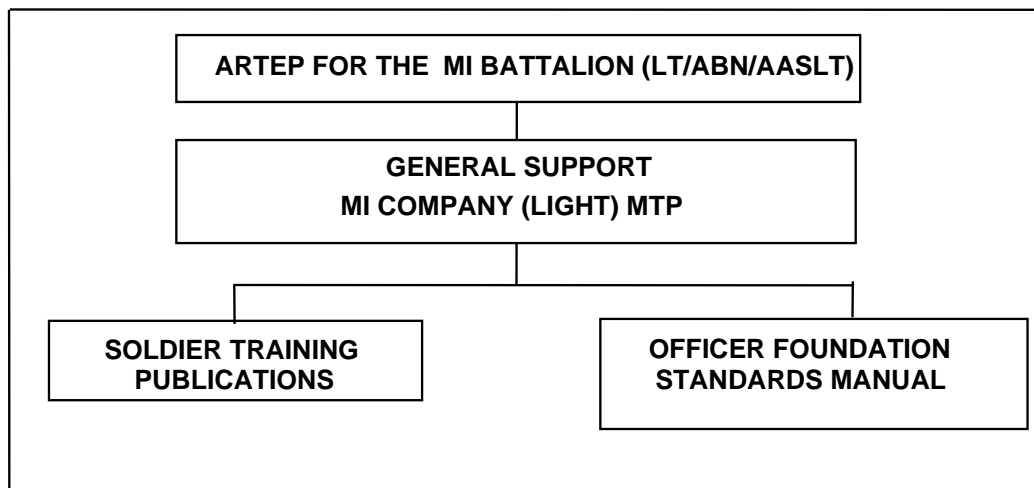 ARTEP FOR THE MI BATTALION (LT/ABN/AASLT)
GENERAL SUPPORT
MI COMPANY (LIGHT) MTP
SOLDIER TRAINING
PUBLICATIONS
OFFICER FOUNDATION
STANDARDS MANUAL